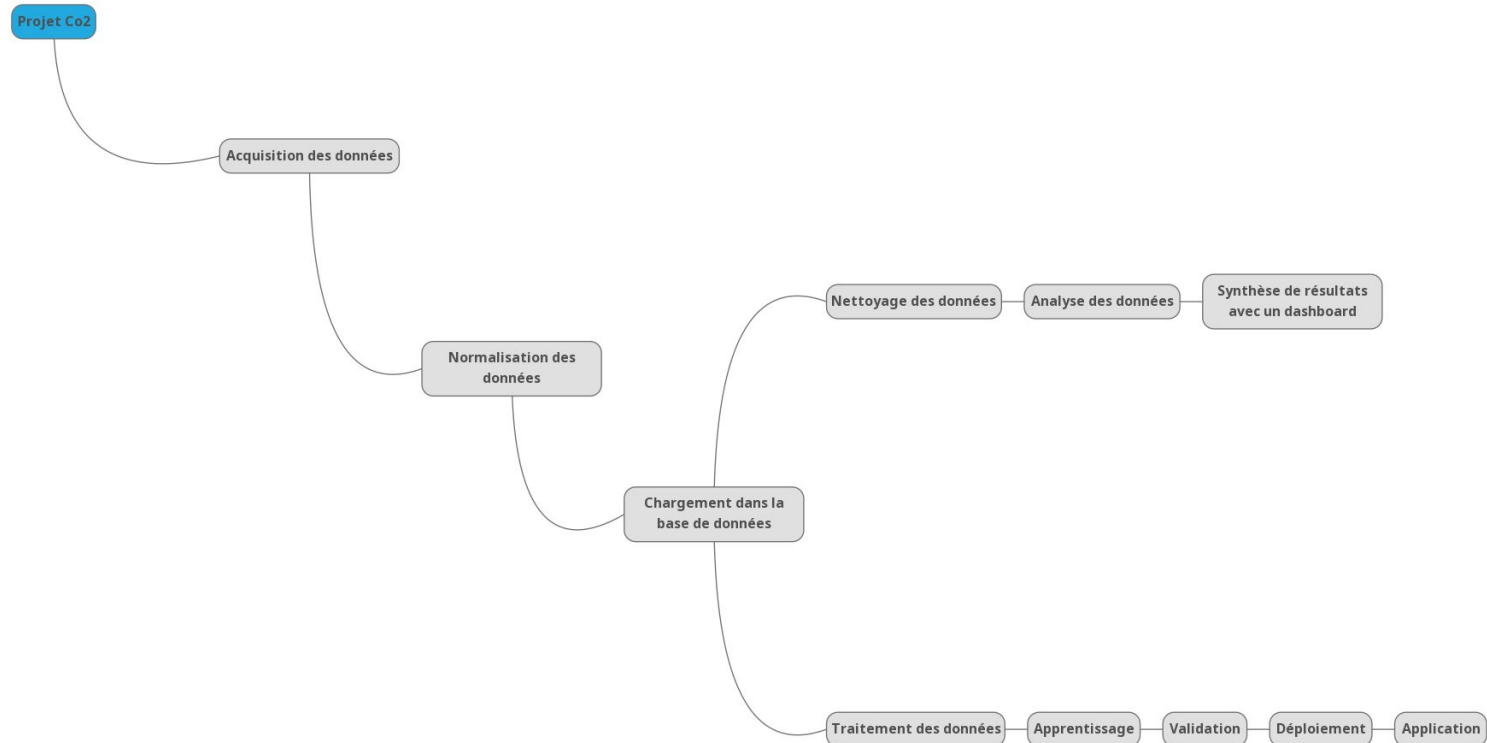 Projet Co2
Acquisition des données
Normalisation des
données
Chargement dans la
base de données
Nettoyage des données
Analyse des données
Synthèse de résultats
avec un dashboard
Traitement des données
Apprentissage
Validation
Déploiement
Application